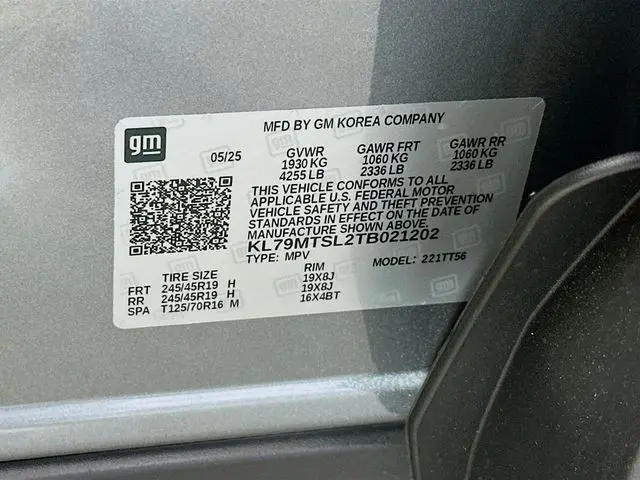 gm
MFD BY GM KOREA COMPANY
05/25 GVWR GAWR FRT GAWR RR
1930 KG 1060 KG 1060 KG
4255 LB 2336 LB 2336 LB
THIS VEHICLE CONFORMS TO ALL
APPLICABLE U.S. FEDERAL MOTOR
VEHICLE SAFETY AND THEFT PREVENTION
STANDARDS IN EFFECT ON THE DATE OF
MANUFACTURE SHOWN ABOVE.
KL79MTSL2TB021202
TYPE: MPV MODEL: 221TT56
TIRE SIZE RIM
FRT 245/45R19 H 19X8J
RR 245/45R19 H 19X8J
SPA T125/70R16 M 16X4BT